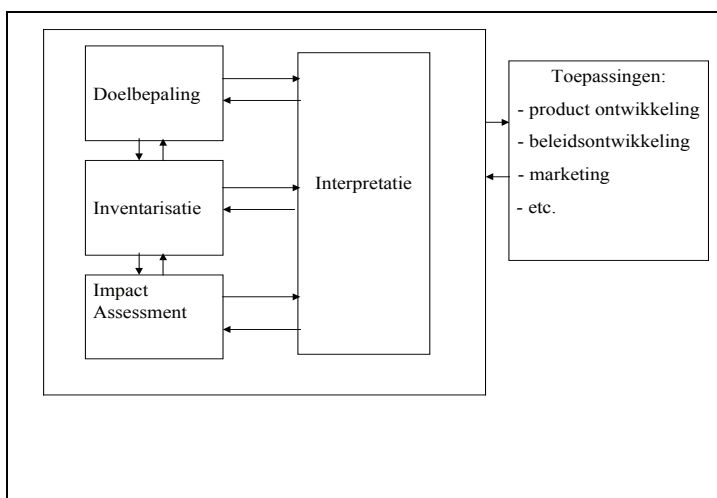 Doelbepaling
Inventarisatie
Impact
Assessment
Interpretatie
Toepassingen:
- product ontwikkeling
- beleidsontwikkeling
- marketing
- etc.